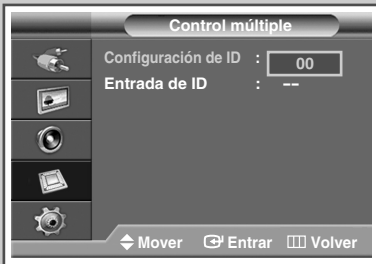 Control múltiple
Configuración de ID : 00
Entrada de ID : --
Mover Entrar Volver